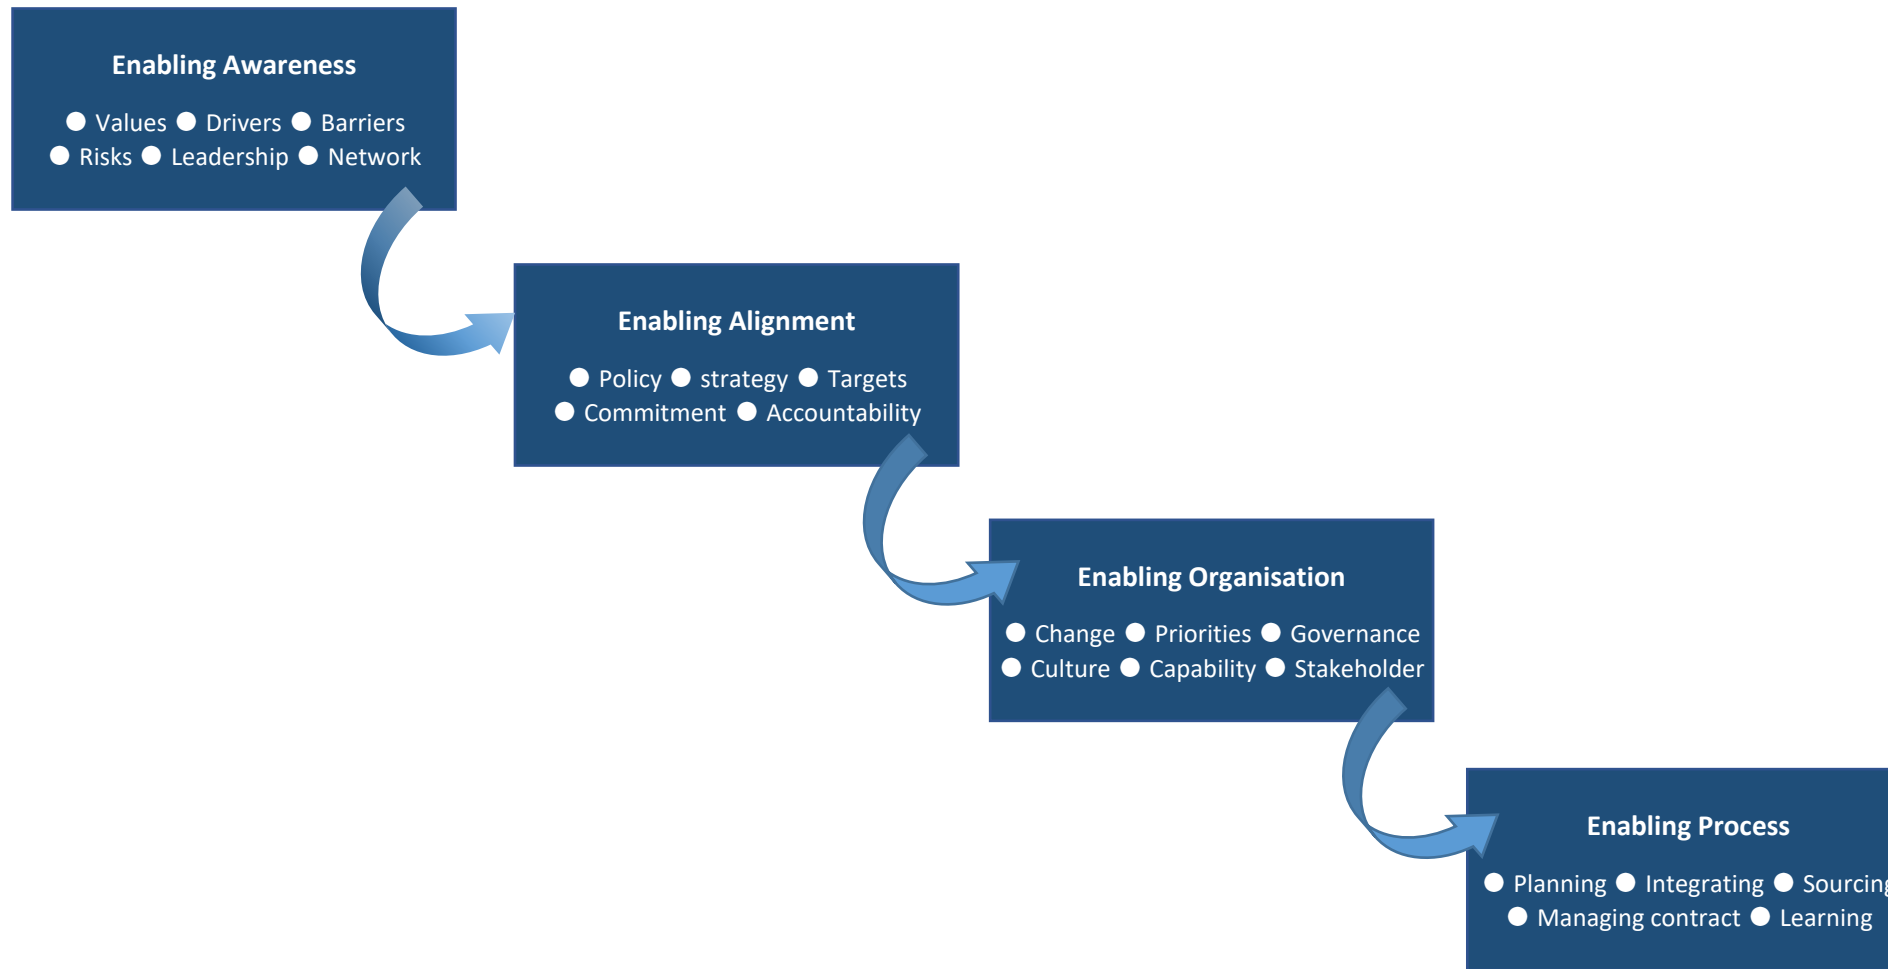 Enabling Awareness
● Values ● Drivers ● Barriers
● Risks ● Leadership ● Network
Enabling Alignment
● Policy ● strategy ● Targets
● Commitment ● Accountability
Enabling Organisation
● Change ● Priorities ● Governance
● Culture ● Capability ● Stakeholder
Enabling Process
● Planning ● Integrating ● Sourcing
● Managing contract ● Learning